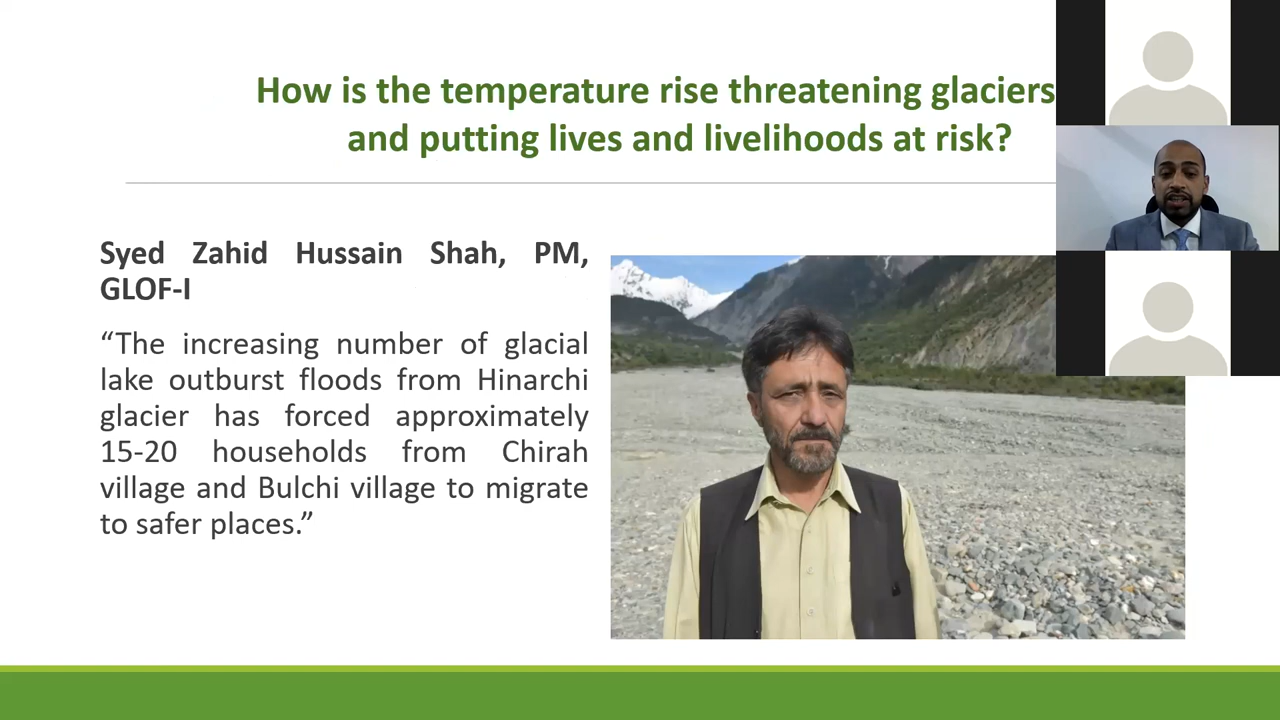 How is the temperature rise threatening glaciers
and putting lives and livelihoods at risk?
Syed Zahid Hussain Shah, PM,
GLOF-I
“The increasing number of glacial
lake outburst floods from Hinarchi
glacier has forced approximately
15-20 households from Chirah
village and Bulchi village to migrate
to safer places.”